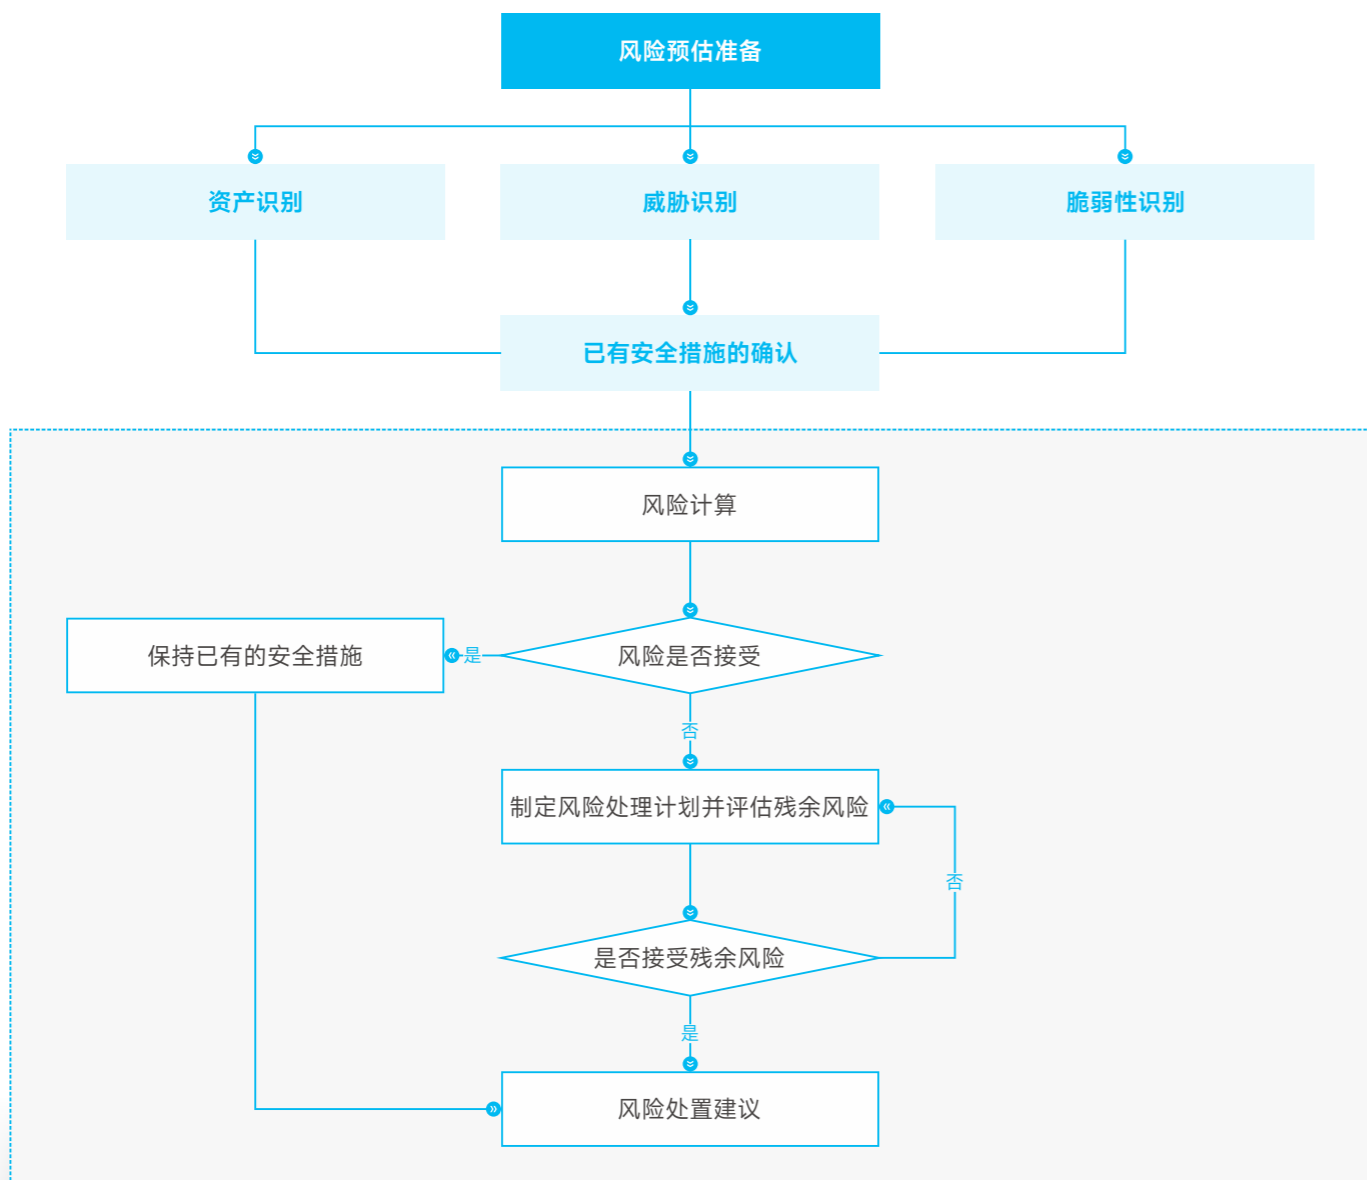 风险预估准备
资产识别
威胁识别
脆弱性识别
已有安全措施的确认
风险计算
保持已有的安全措施
是
风险是否接受
否
制定风险处理计划并评估残余风险
否
是否接受残余风险
是
风险处置建议